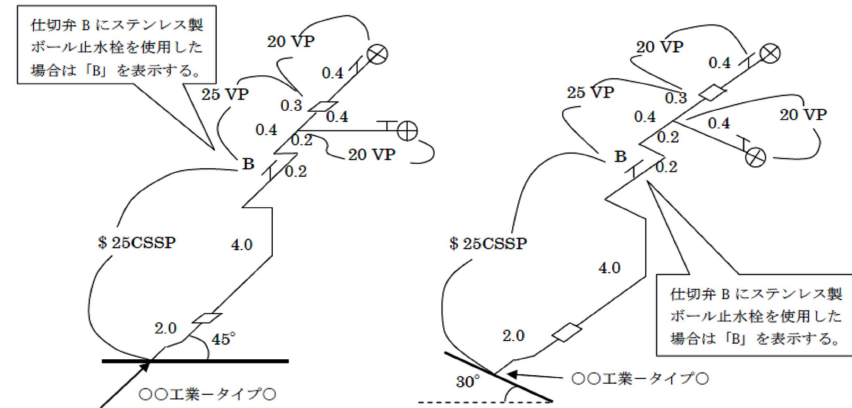 仕切弁 B にステンレス製
ボール止水栓を使用した
場合は「B」を表示する。
20 VP
0.4
25 VP
0.3
0.4
0.4
0.2
20 VP
B
0.2
$ 25CSSP
4.0
2.0
45°
○○工業－タイプ○
20 VP
0.4
25 VP
0.3
0.4
20 VP
0.4
0.2
B
0.2
$ 25CSSP
4.0
仕切弁 B にステンレス製
ボール止水栓を使用した
場合は「B」を表示する。
2.0
30°
○○工業－タイプ○